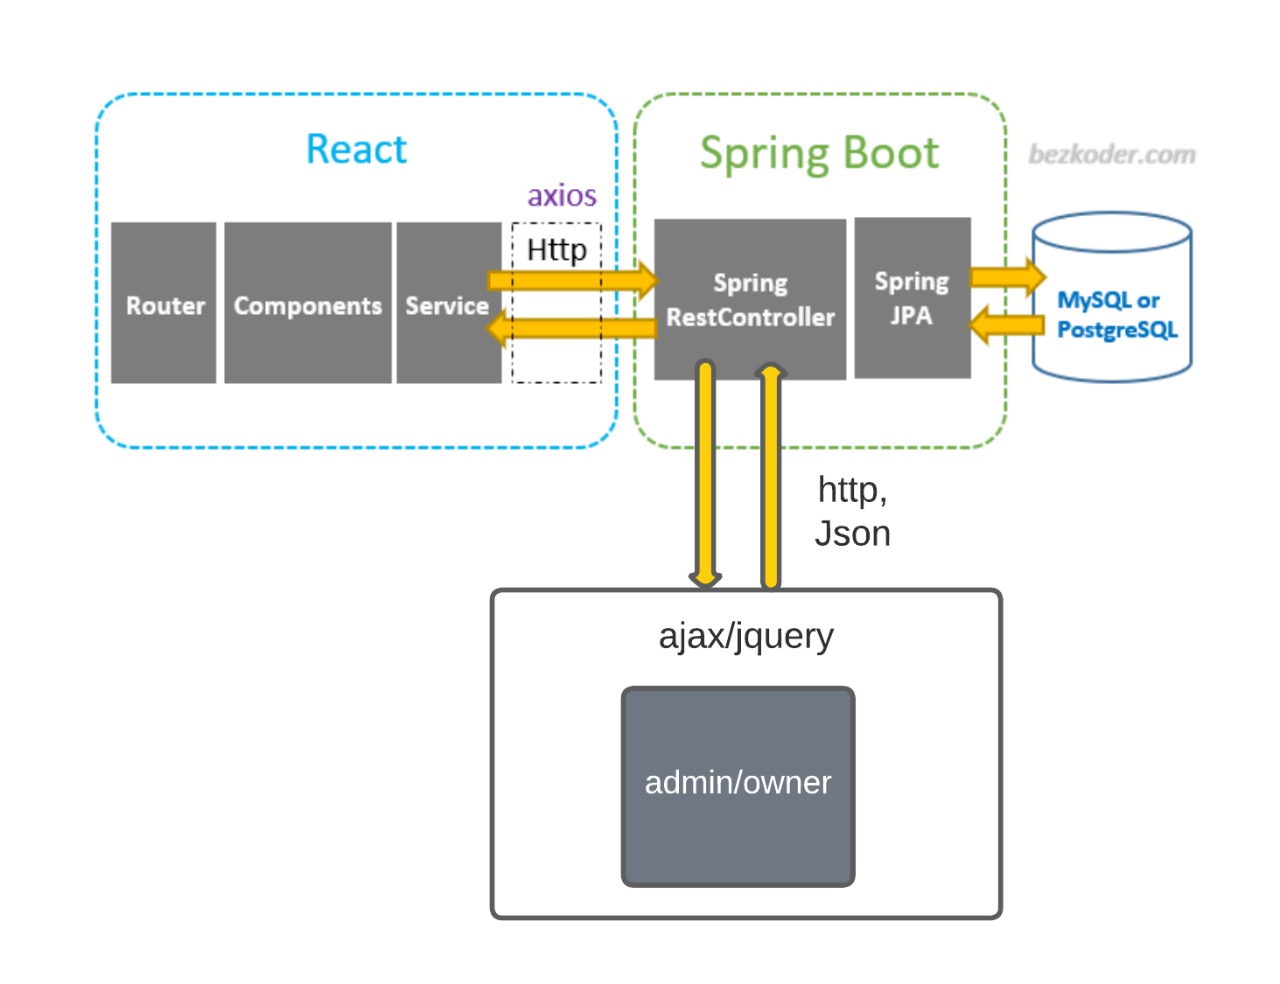 React
Spring Boot
bezkoder.com
axios
Http
Router
Components
Service
Spring
RestController
Spring
JPA
MySQL or
PostgreSQL
http,
Json
ajax/jquery
admin/owner